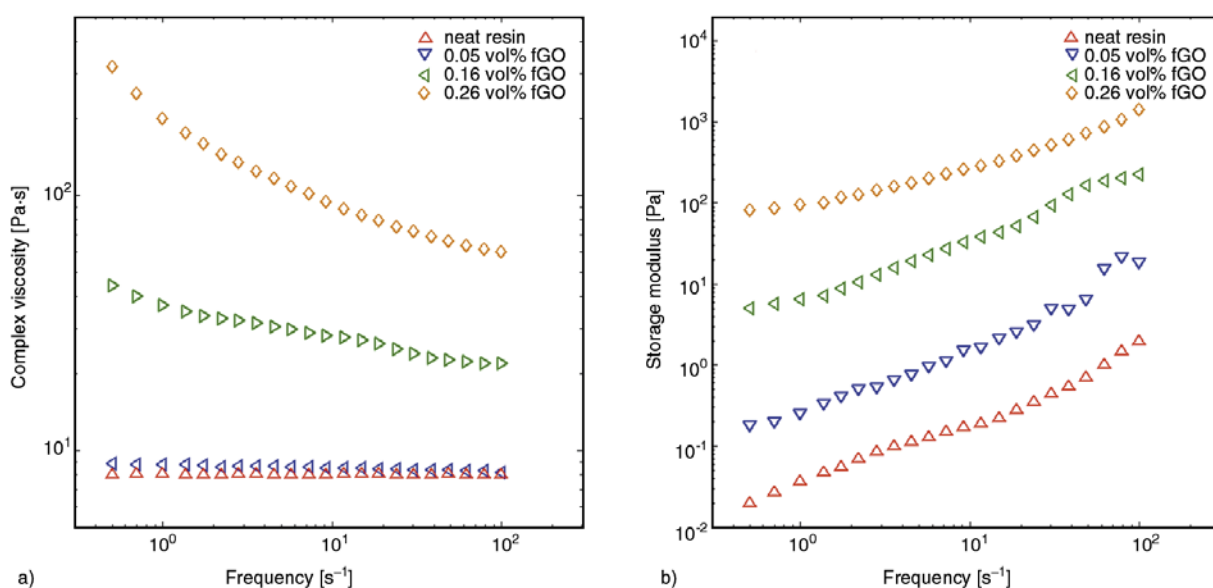 neat resin
0.05 vol% fGO
0.16 vol% fGO
0.26 vol% fGO
Complex viscosity [Pa·s]
10²
10¹
10⁰
10¹
10²
Frequency [s⁻¹]
a)
neat resin
0.05 vol% fGO
0.16 vol% fGO
0.26 vol% fGO
Storage modulus [Pa]
10⁴
10³
10²
10¹
10⁰
10⁻¹
10⁻²
10⁰
10¹
10²
Frequency [s⁻¹]
b)